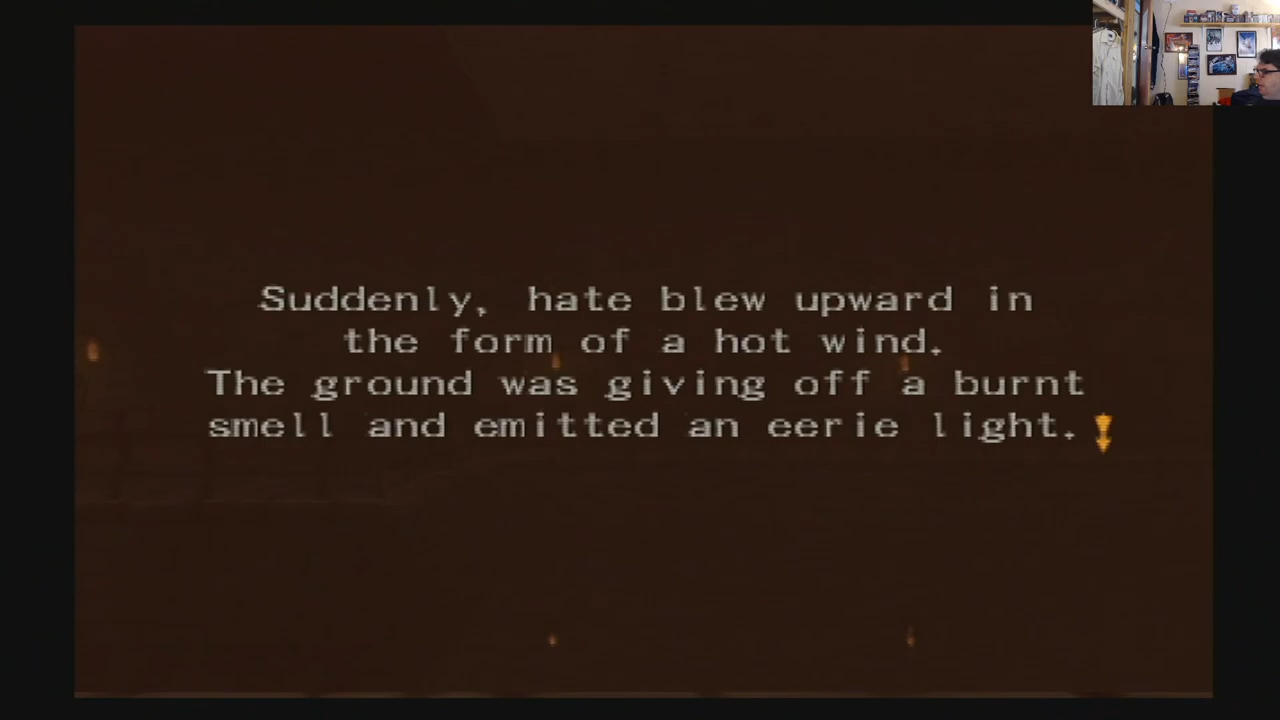 Suddenly, hate blew upward in
the form of a hot wind.
The ground was giving off a burnt
smell and emitted an eerie light.